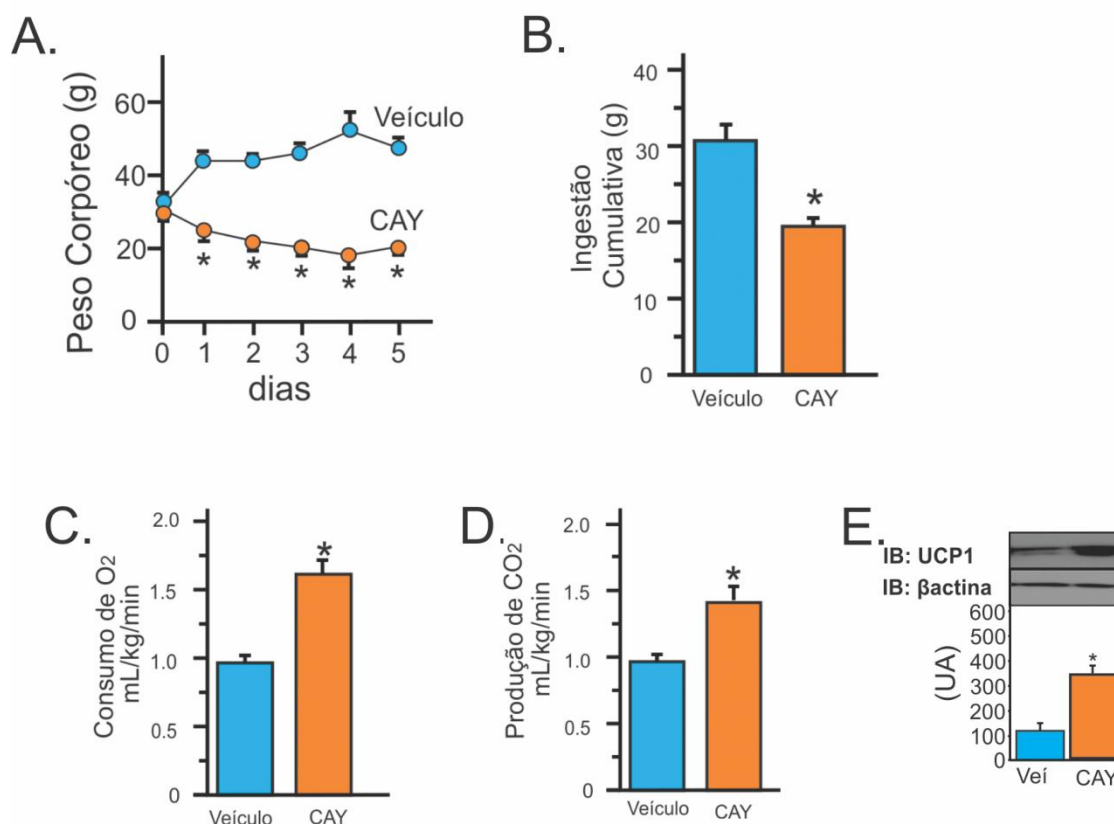 A.
Peso Corpóreo (g)
60
40
20
0
Veículo
CAY
* * * * *
0 1 2 3 4 5
dias
B.
Ingestão
Cumulativa (g)
40
30
20
10
0
*
Veículo CAY
C.
Consumo de O2
mL/kg/min
2.0
1.5
1.0
0.5
0
*
Veículo CAY
D.
Produção de CO2
mL/kg/min
2.0
1.5
1.0
0.5
0
*
Veículo CAY
E.
IB: UCP1
IB: βactina
(UA)
600
500
400
300
200
100
0
*
Veí CAY